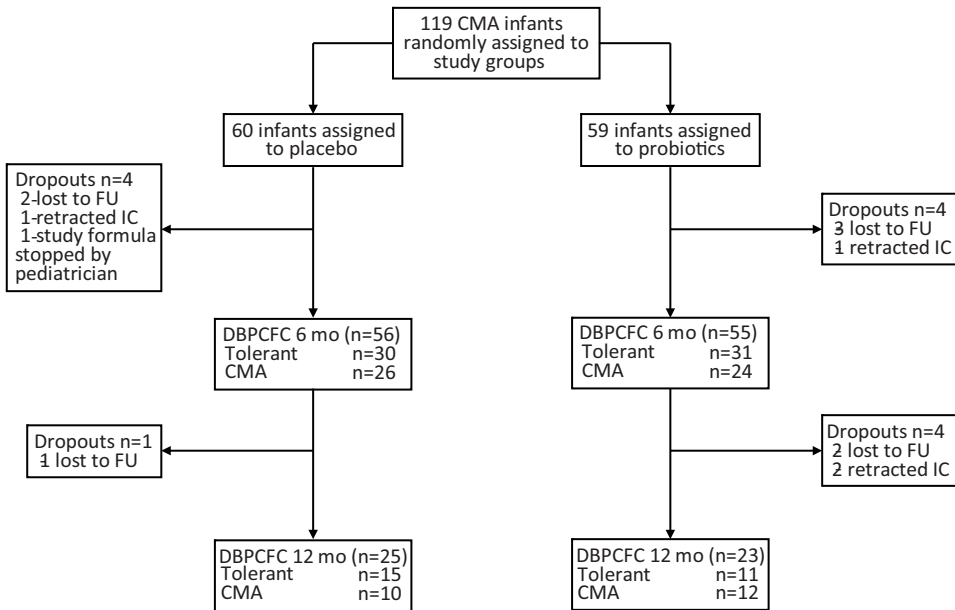 119 CMA infants
randomly assigned to
study groups
60 infants assigned
to placebo
59 infants assigned
to probiotics
Dropouts n=4
2-lost to FU
1-retracted IC
1-study formula
stopped by
pediatrician
Dropouts n=4
3 lost to FU
1 retracted IC
DBPCFC 6 mo (n=56)
Tolerant n=30
CMA n=26
DBPCFC 6 mo (n=55)
Tolerant n=31
CMA n=24
Dropouts n=1
1 lost to FU
Dropouts n=4
2 lost to FU
2 retracted IC
DBPCFC 12 mo (n=25)
Tolerant n=15
CMA n=10
DBPCFC 12 mo (n=23)
Tolerant n=11
CMA n=12